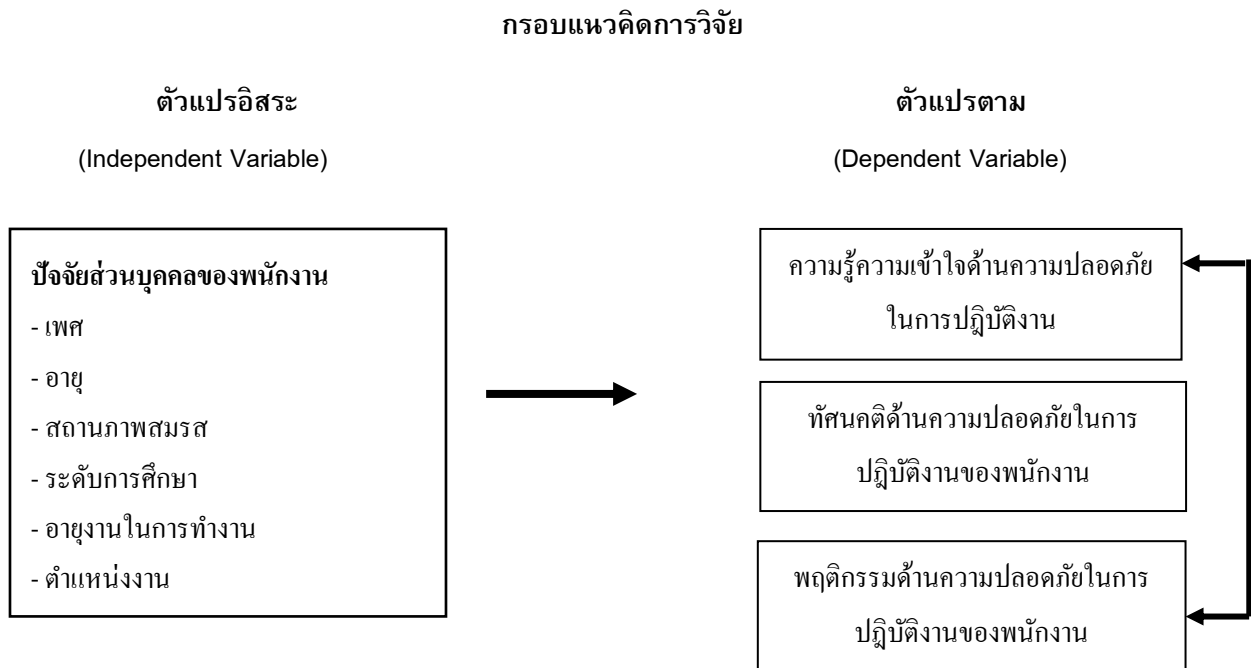 กรอบแนวคิดการวิจัย
ตัวแปรอิสระ
(Independent Variable)
ปัจจัยส่วนบุคคลของพนักงาน
- เพศ
- อายุ
- สถานภาพสมรส
- ระดับการศึกษา
- อายุงานในการทำงาน
- ตำแหน่งงาน
ตัวแปรตาม
(Dependent Variable)
ความรู้ความเข้าใจด้านความปลอดภัย
ในการปฎิบัติงาน
ทัศนคติด้านความปลอดภัยในการ
ปฎิบัติงานของพนักงาน
พฤติกรรมด้านความปลอดภัยในการ
ปฎิบัติงานของพนักงาน